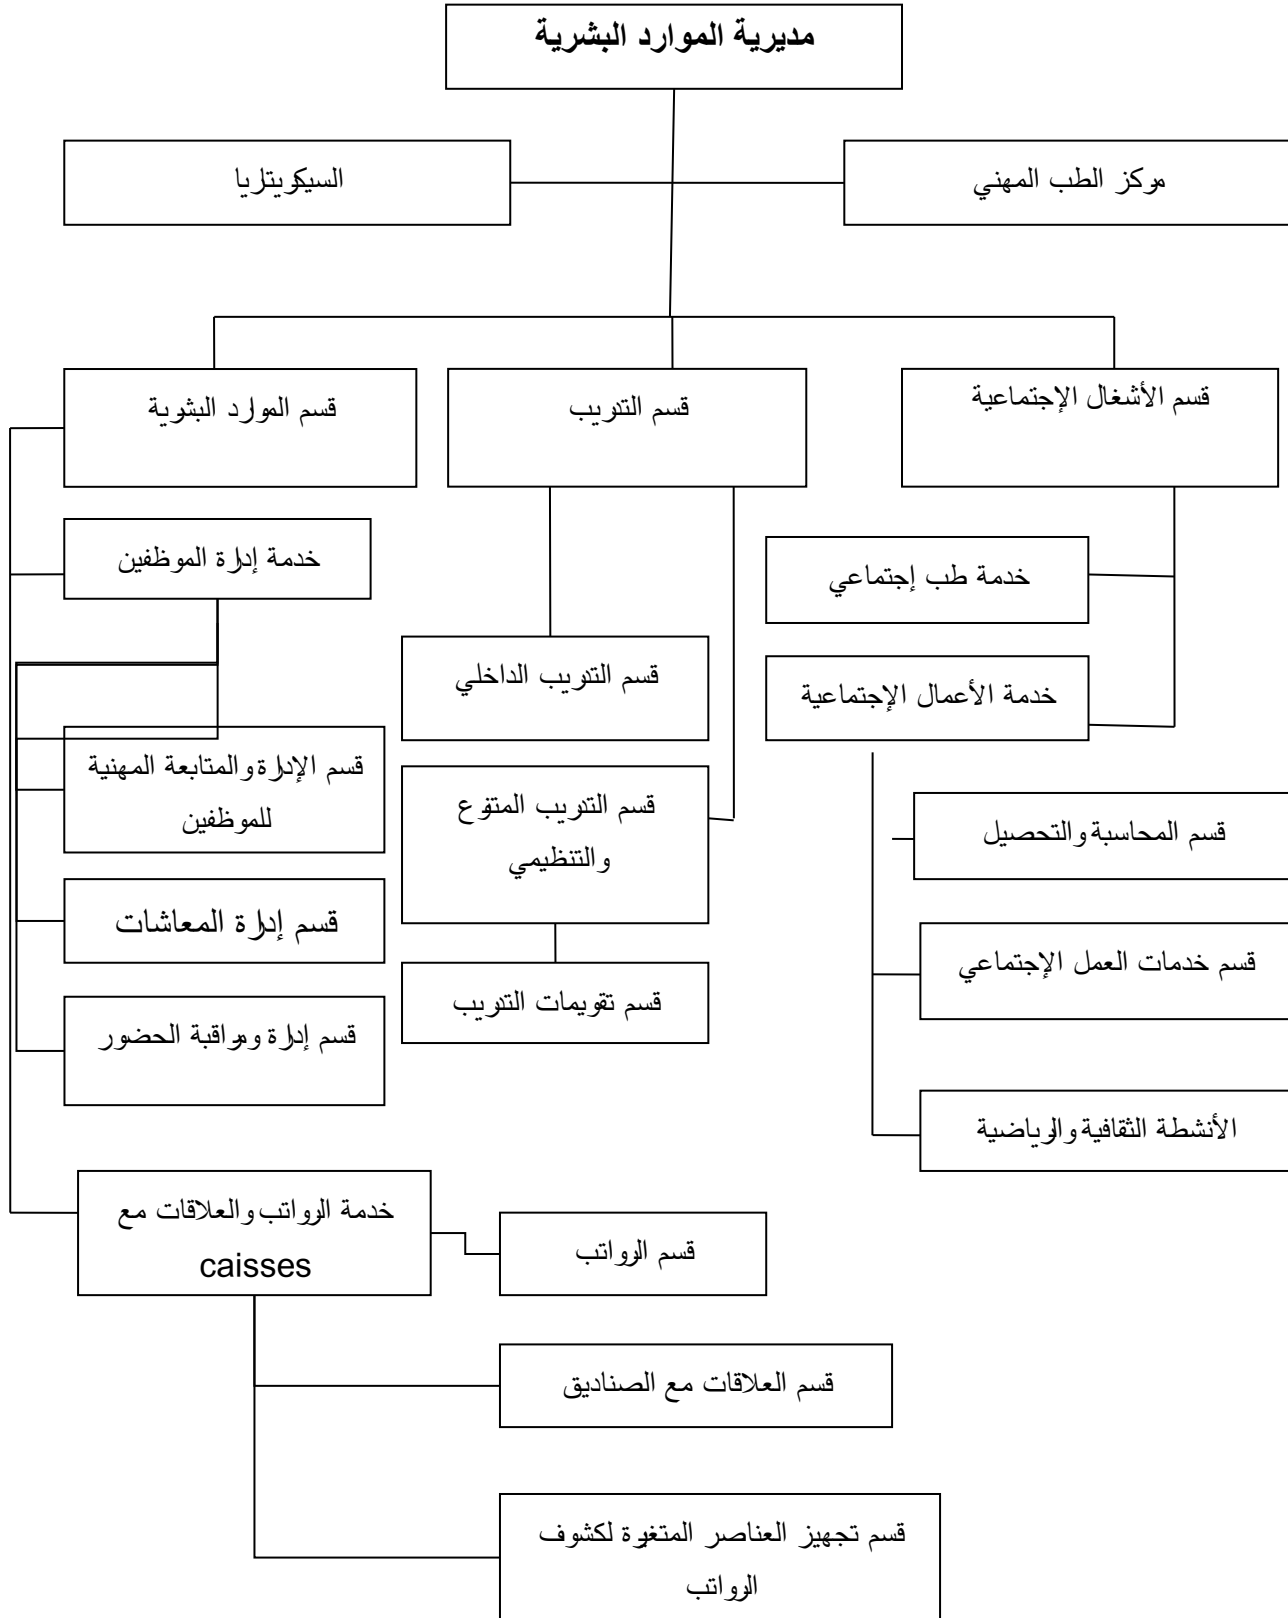 مديرية الموارد البشرية
مركز الطب المهني
السيكويتاريا
قسم الأشغال الإجتماعية
قسم التدريب
قسم الموارد البشرية
خدمة إدارة الموظفين
خدمة طب إجتماعي
قسم التدريب الداخلي
خدمة الأعمال الإجتماعية
قسم الإدارة والمتابعة المهنية
للموظفين
قسم التدريب المتنوع
والتنظيمي
قسم المحاسبة والتحصيل
قسم إدارة المعاشات
قسم خدمات العمل الإجتماعي
قسم تقويمات التدريب
قسم إدارة ومراقبة الحضور
الأنشطة الثقافية والرياضية
خدمة الرواتب والعلاقات مع
caisses
قسم الرواتب
قسم العلاقات مع الصناديق
قسم تجهيز العناصر المتغيرة لكشوف
الرواتب